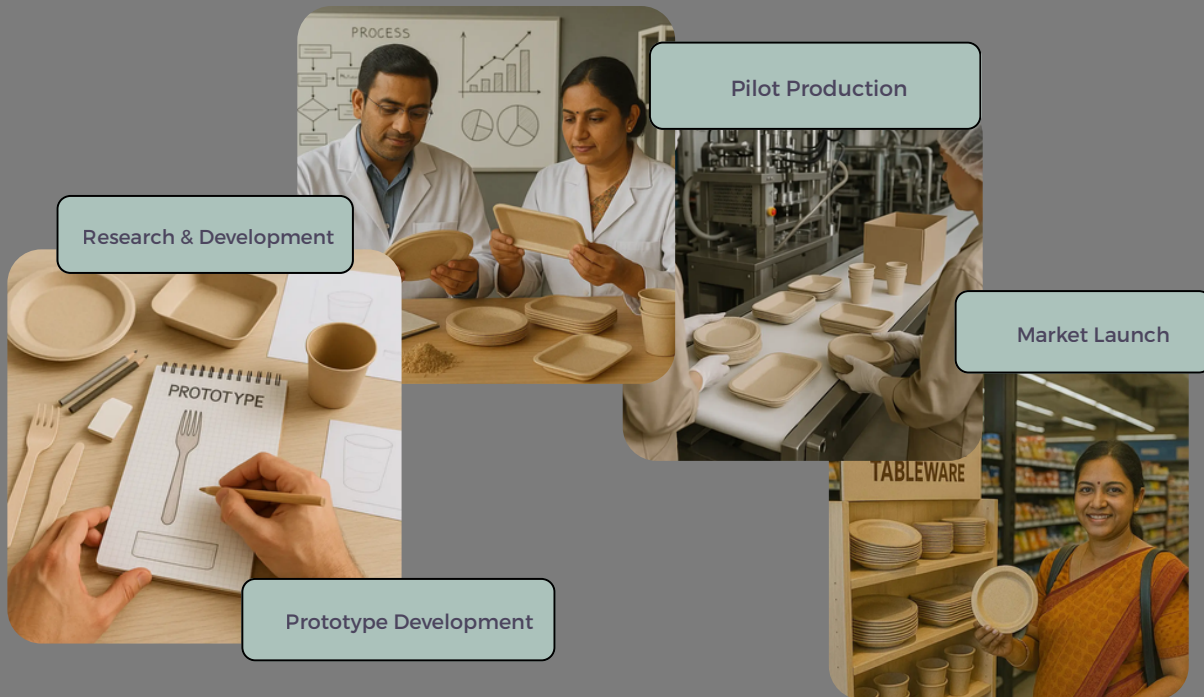 PROCESS
Pilot Production
Research & Development
Market Launch
PROTOTYPE
TABLEWARE
Prototype Development